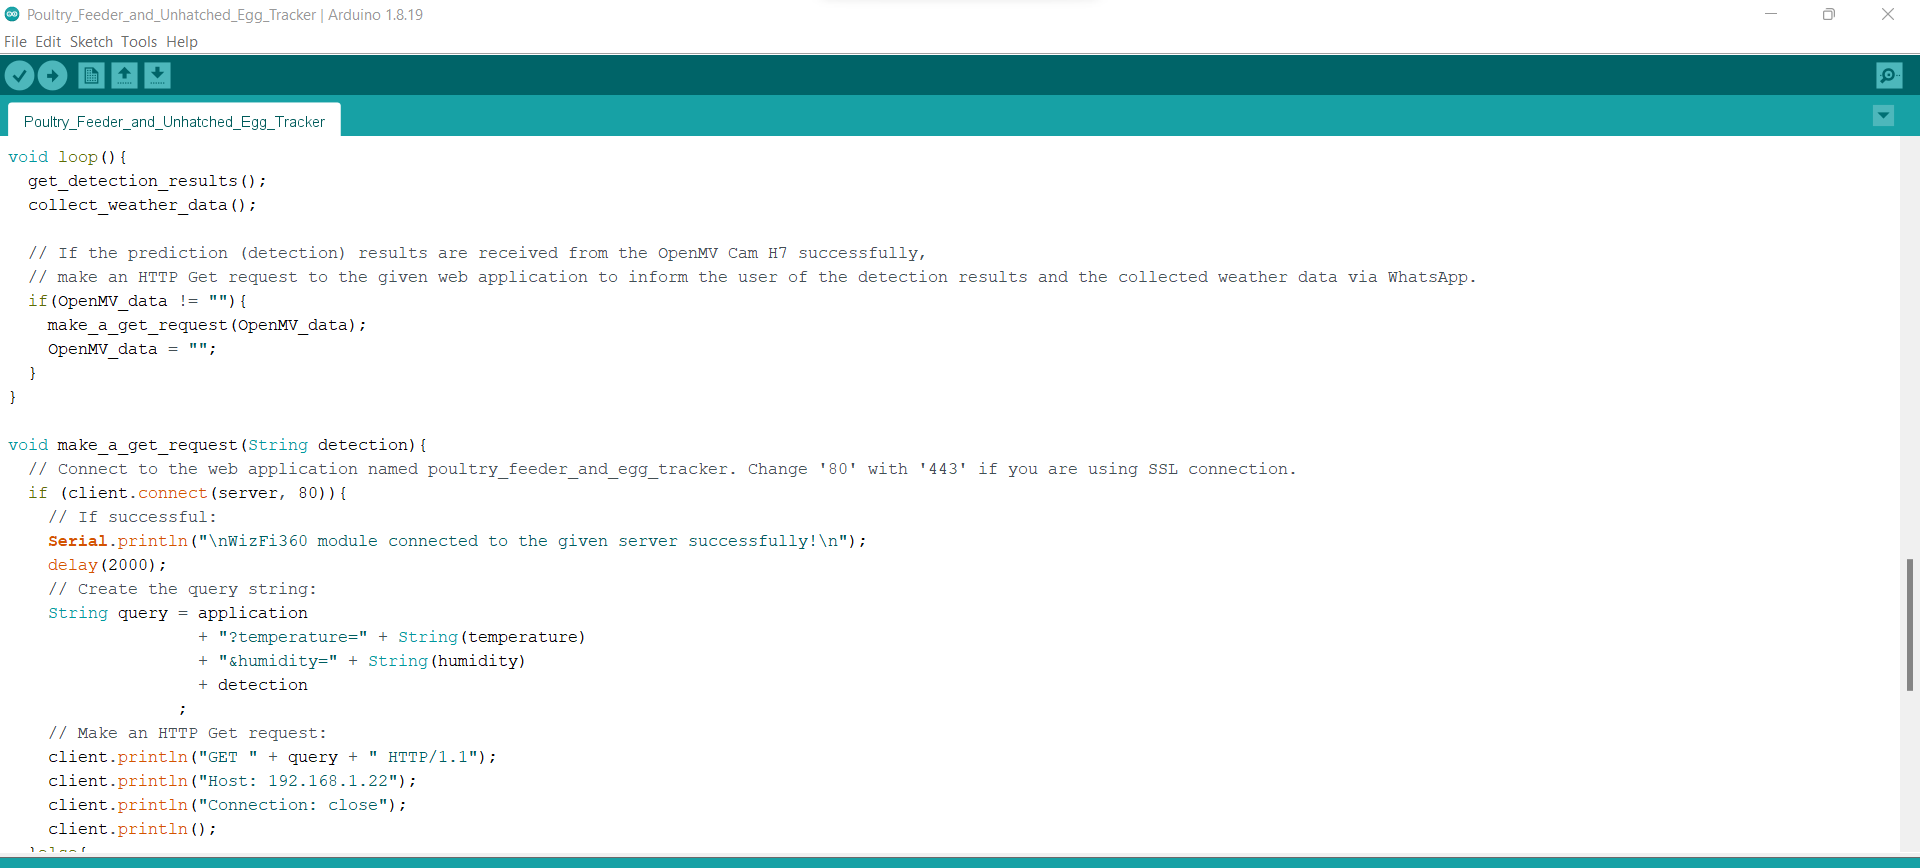 Poultry_Feeder_and_Unhatched_Egg_Tracker | Arduino 1.8.19
File Edit Sketch Tools Help
Poultry_Feeder_and_Unhatched_Egg_Tracker
void loop(){
  get_detection_results();
  collect_weather_data();

  // If the prediction (detection) results are received from the OpenMV Cam H7 successfully,
  // make an HTTP Get request to the given web application to inform the user of the detection results and the collected weather data via WhatsApp.
  if(OpenMV_data != ""){
    make_a_get_request(OpenMV_data);
    OpenMV_data = "";
  }
}

void make_a_get_request(String detection){
  // Connect to the web application named poultry_feeder_and_egg_tracker. Change '80' with '443' if you are using SSL connection.
  if (client.connect(server, 80)){
    // If successful:
    Serial.println("\nWizFi360 module connected to the given server successfully!\n");
    delay(2000);
    // Create the query string:
    String query = application
                   + "?temperature=" + String(temperature)
                   + "&humidity=" + String(humidity)
                   + detection
                 ;
    // Make an HTTP Get request:
    client.println("GET " + query + " HTTP/1.1");
    client.println("Host: 192.168.1.22");
    client.println("Connection: close");
    client.println();
  }else{